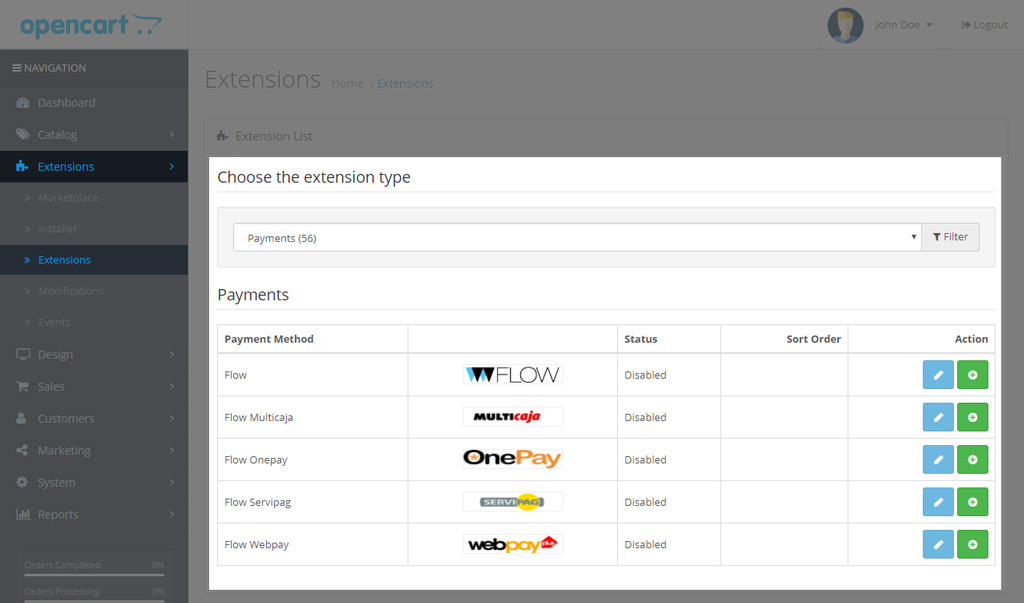 opencart
John Doe
Logout
NAVIGATION
Dashboard
Catalog
Extensions
Marketplace
Installer
Extensions
Modifications
Events
Design
Sales
Customers
Marketing
System
Reports
Orders Completed 0%
Orders Processing 0%
Extensions Home Extensions
Extension List
Choose the extension type
Payments (56) Filter
Payments
Payment Method Status Sort Order Action
Flow FLOW Disabled
Flow Multicaja MULTICAJA Disabled
Flow Onepay OnePay Disabled
Flow Servipag SERVIPAG Disabled
Flow Webpay webpay plus Disabled